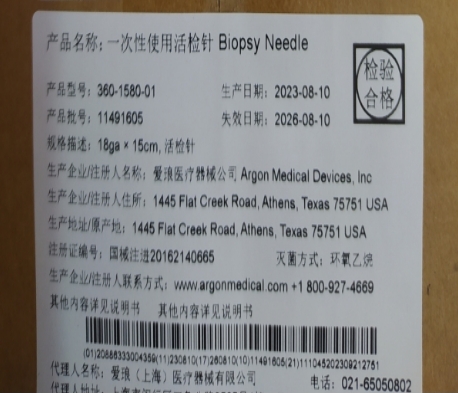 产品名称: 一次性使用活检针 Biopsy Needle
检验
合格
产品型号: 360-1580-01 生产日期: 2023-08-10
产品批号: 11491605 失效日期: 2026-08-10
规格描述: 18ga × 15cm, 活检针
生产企业/注册人名称: 爱琅医疗器械公司 Argon Medical Devices, Inc
生产企业/注册人住所: 1445 Flat Creek Road, Athens, Texas 75751 USA
生产地址/原产地: 1445 Flat Creek Road, Athens, Texas 75751 USA
注册证编号: 国械注进20162140665 灭菌方式: 环氧乙烷
生产企业/注册人联系方式: www.argonmedical.com +1 800-927-4669
其他内容详见说明书 其他内容详见说明书
(01)20886333004359(11)230810(17)260810(10)11491605(21)111045202309212751
代理人名称: 爱琅（上海）医疗器械有限公司 电话: 021-65050802